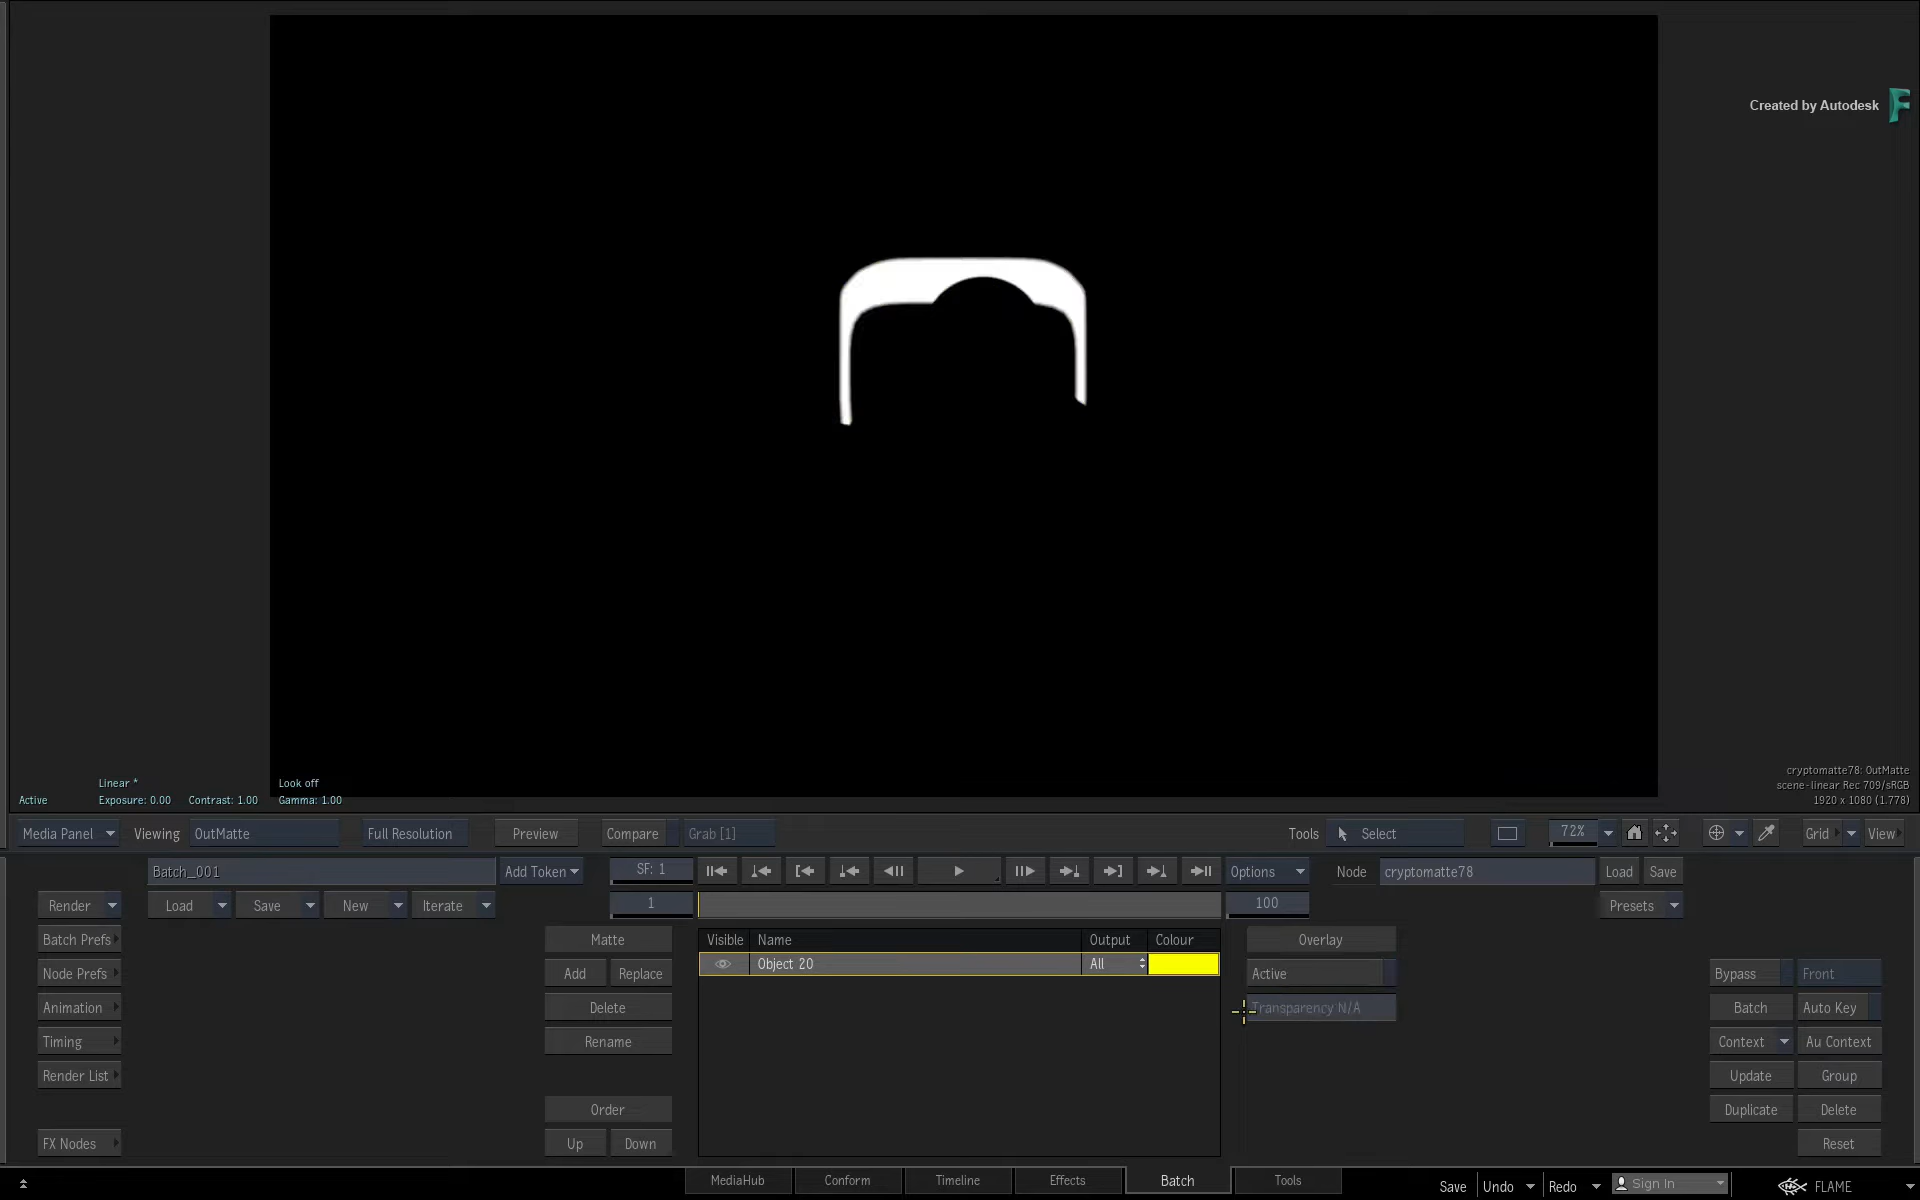 Created by Autodesk
Linear * Look off
Active Exposure: 0.00 Contrast: 1.00 Gamma: 1.00
cryptomatte78: OutMatte
scene-linear Rec 709/sRGB
1920 x 1080 (1.778)
Media Panel Viewing OutMatte Full Resolution Preview Compare Grab [1] Tools Select 72% Grid View
Batch_001 Add Token SF: 1 Options Node cryptomatte78 Load Save
Render Load Save New Iterate 1 100 Presets
Batch Prefs Matte Visible Name Output Colour Overlay
Object 20 All
Node Prefs Add Replace Active Bypass Front
Animation Delete Transparency N/A Batch Auto Key
Timing Rename Context Au Context
Render List Update Group
Order Duplicate Delete
FX Nodes Up Down Reset
MediaHub Conform Timeline Effects Batch Tools Save Undo Redo Sign In FLAME